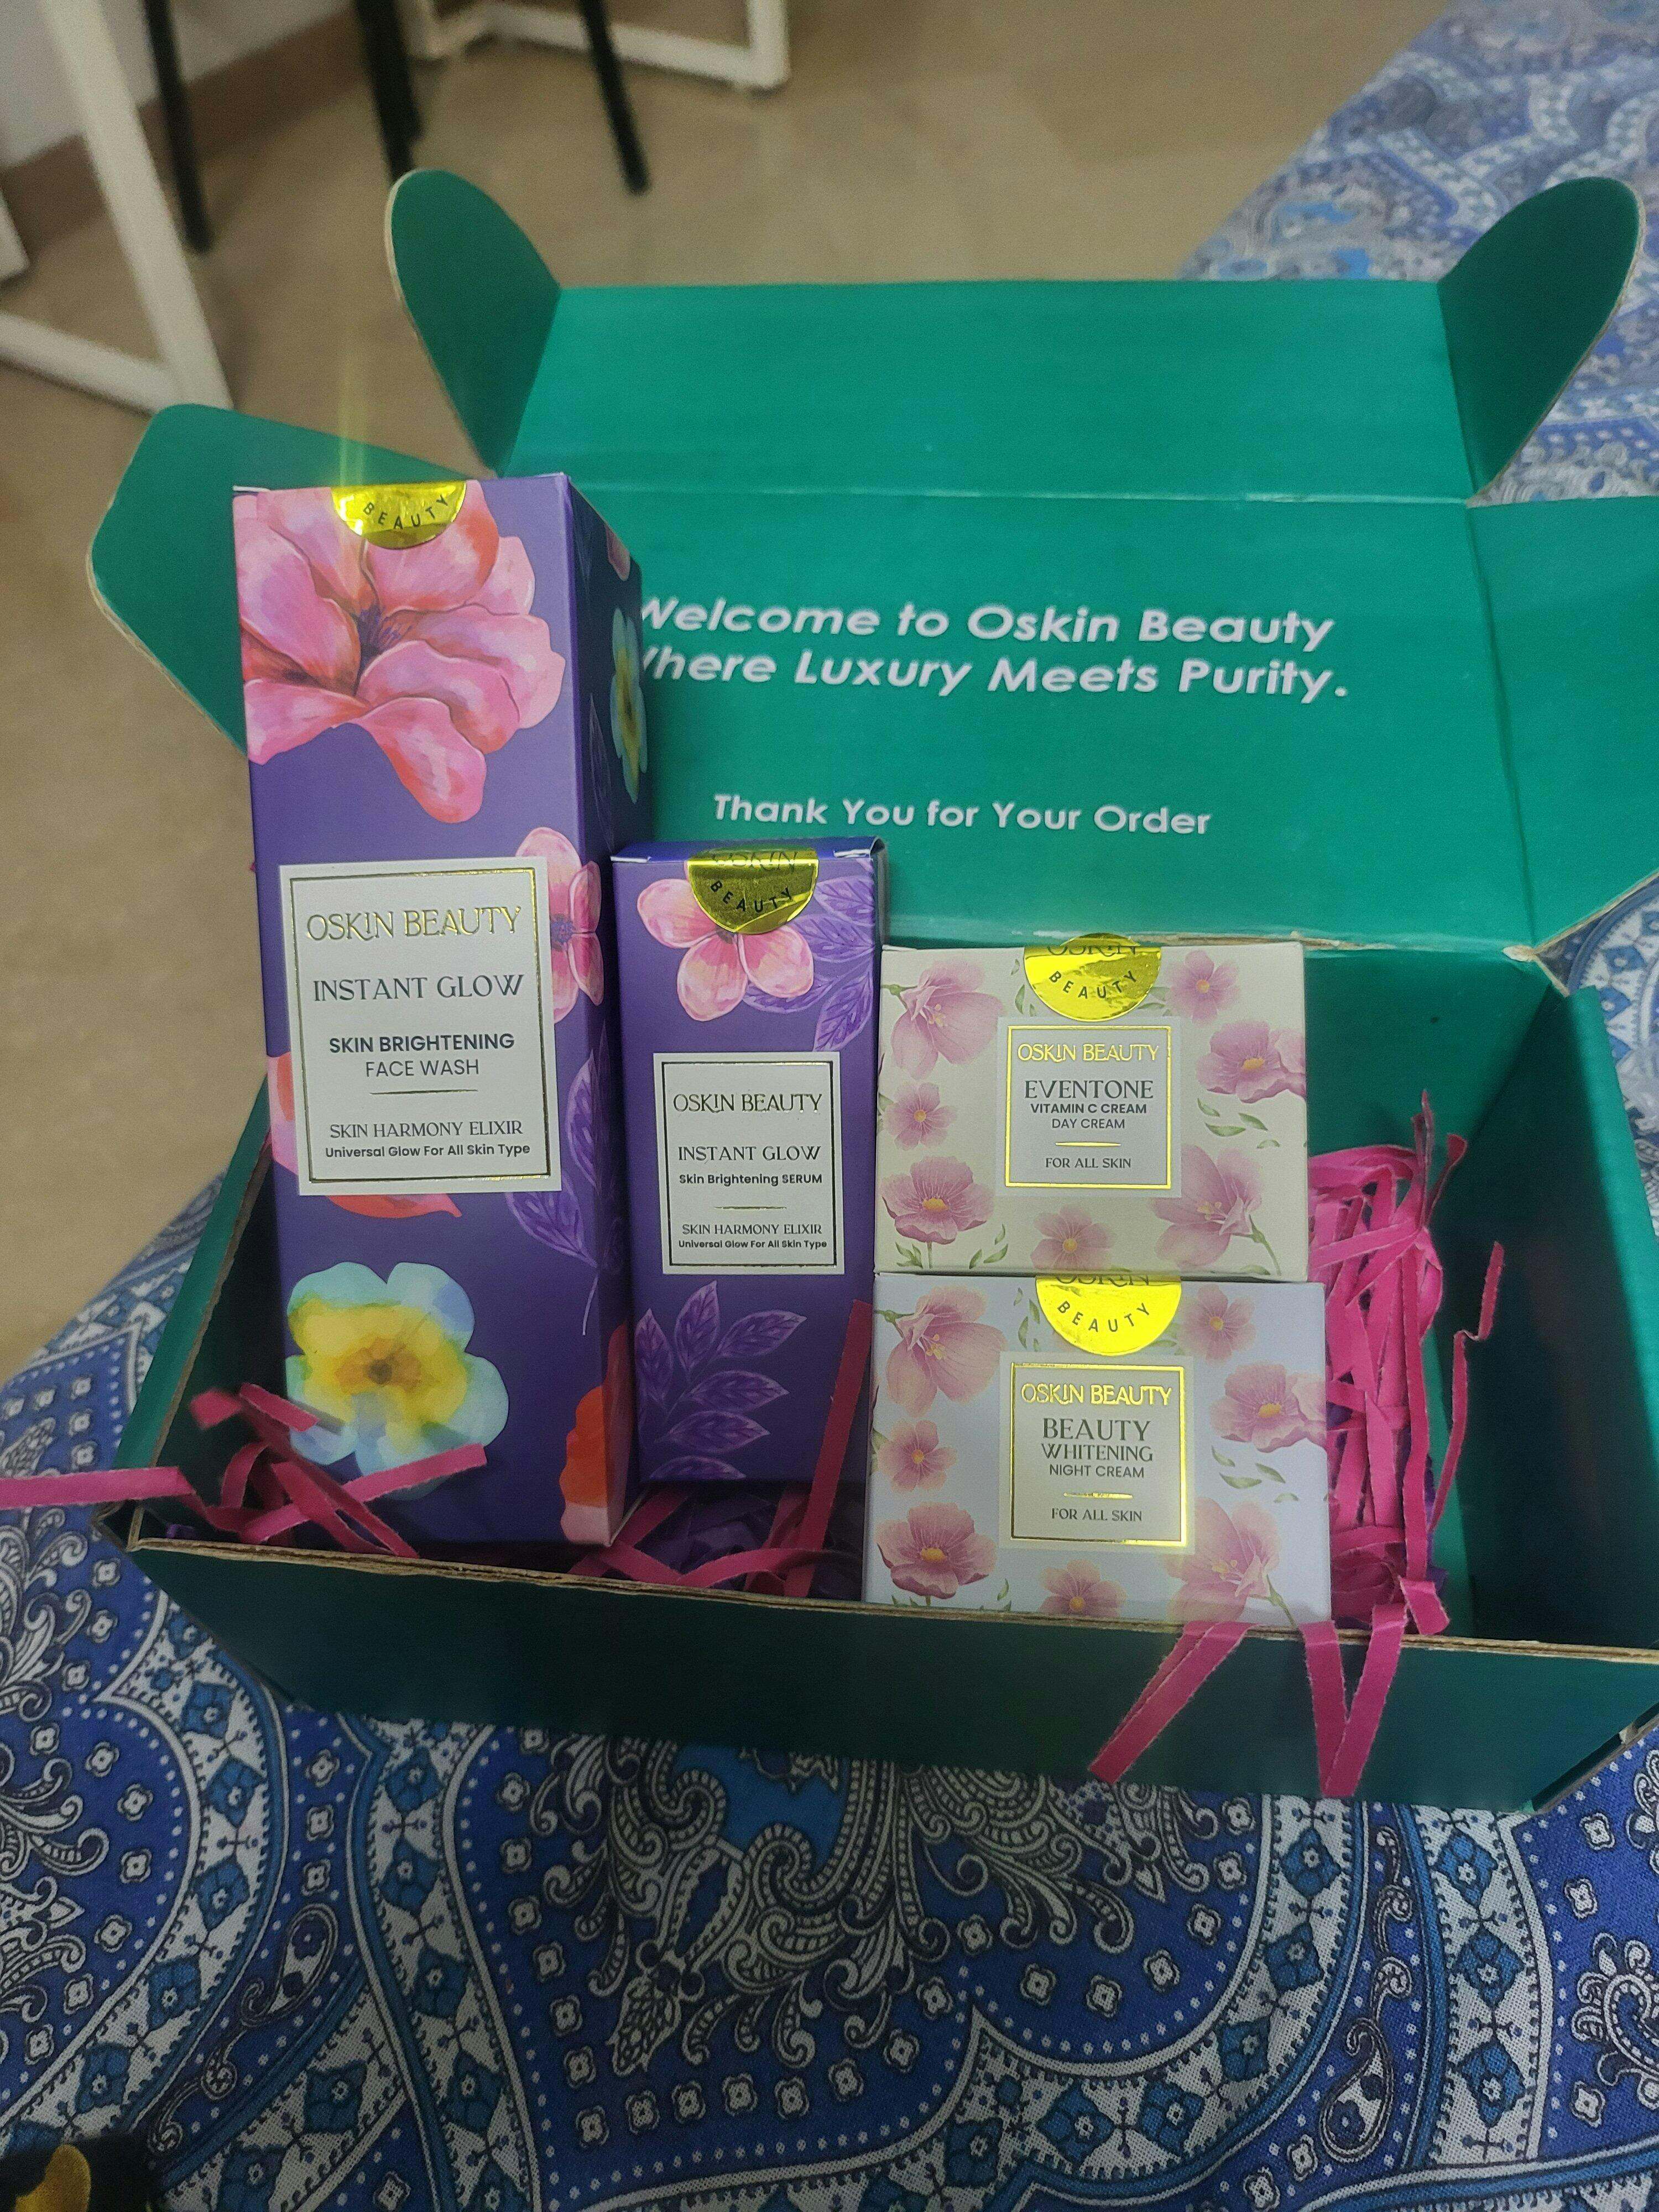 Welcome to Oskin Beauty
Where Luxury Meets Purity.
Thank You for Your Order
BEAUTY
OSKIN BEAUTY
INSTANT GLOW
SKIN BRIGHTENING
FACE WASH
SKIN HARMONY ELIXIR
Universal Glow For All Skin Type
OSKIN
BEAUTY
OSKIN BEAUTY
INSTANT GLOW
Skin Brightening SERUM
SKIN HARMONY ELIXIR
Universal Glow For All Skin Type
OSKIN
BEAUTY
OSKIN BEAUTY
EVENTONE
VITAMIN C CREAM
DAY CREAM
FOR ALL SKIN
OSKIN
BEAUTY
OSKIN BEAUTY
BEAUTY
WHITENING
NIGHT CREAM
FOR ALL SKIN